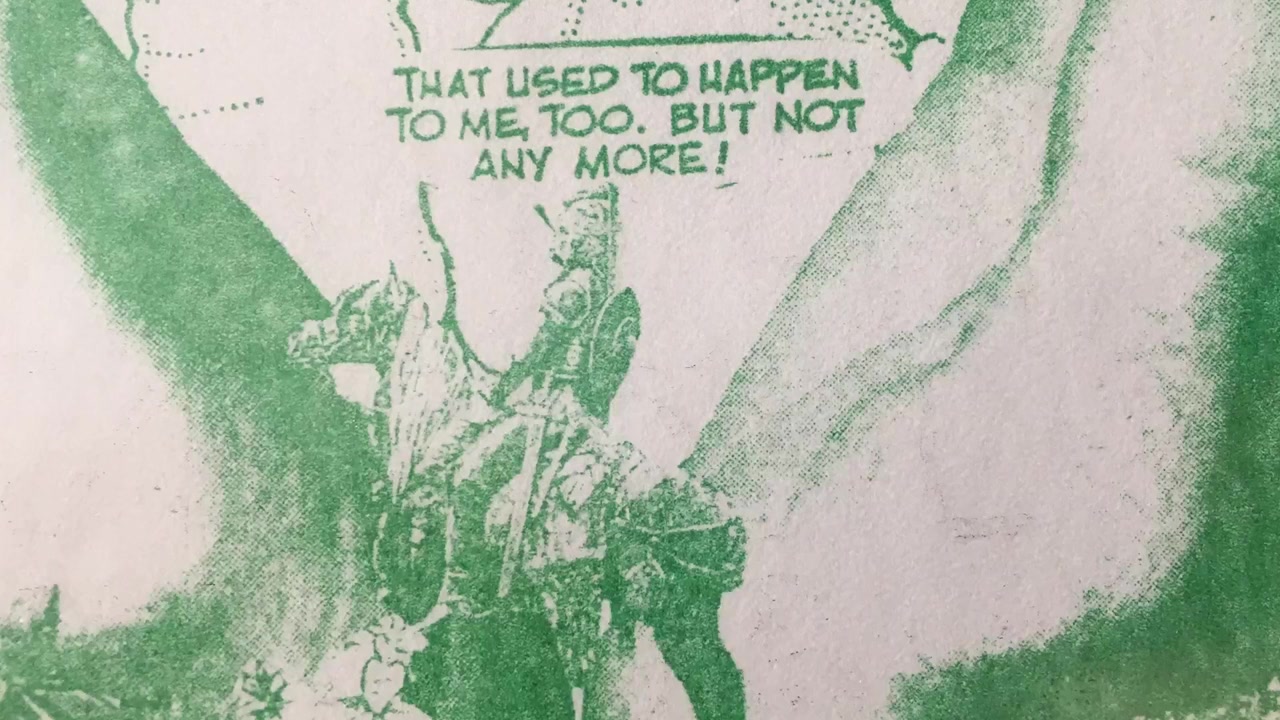 THAT USED TO HAPPEN
TO ME, TOO. BUT NOT
ANY MORE!